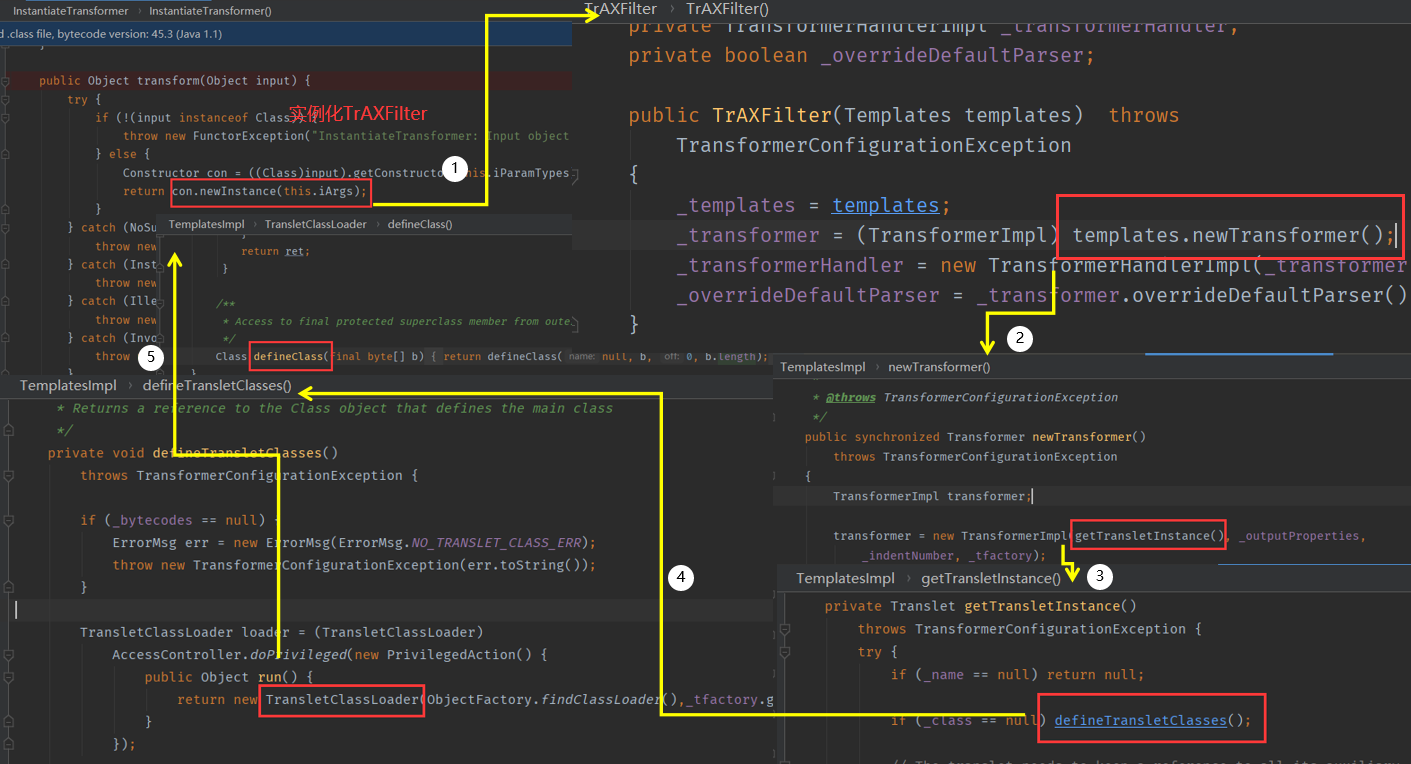 InstantiateTransformer › InstantiateTransformer()
d .class file, bytecode version: 45.3 (Java 1.1)
public Object transform(Object input) {
try {
if (!(input instanceof Class)) {
实例化TrAXFilter
throw new FunctorException("InstantiateTransformer: Input object
} else {
Constructor con = ((Class)input).getConstructor(this.iParamTypes
return con.newInstance(this.iArgs);
}
} catch (NoSu
throw new
} catch (Inst
throw new
} catch (Ille
throw new
} catch (Invo
throw
1
TrAXFilter › TrAXFilter()
private TransformerHandlerImpl _transformerHandler;
private boolean _overrideDefaultParser;
public TrAXFilter(Templates templates) throws
TransformerConfigurationException
{
_templates = templates;
_transformer = (TransformerImpl) templates.newTransformer();
_transformerHandler = new TransformerHandlerImpl(_transformer
_overrideDefaultParser = _transformer.overrideDefaultParser()
}
2
TemplatesImpl › TransletClassLoader › defineClass()
}
return ret;
}
/**
* Access to final protected superclass member from oute
*/
Class defineClass(final byte[] b) { return defineClass( name: null, b, off: 0, b.length);
}
5
TemplatesImpl › newTransformer()
* @throws TransformerConfigurationException
*/
public synchronized Transformer newTransformer()
throws TransformerConfigurationException
{
TransformerImpl transformer;
transformer = new TransformerImpl(getTransletInstance(), _outputProperties,
_indentNumber, _tfactory);
3
TemplatesImpl › getTransletInstance()
private Translet getTransletInstance()
throws TransformerConfigurationException {
try {
if (_name == null) return null;
if (_class == null) defineTransletClasses();
4
TemplatesImpl › defineTransletClasses()
* Returns a reference to the Class object that defines the main class
*/
private void defineTransletClasses()
throws TransformerConfigurationException {
if (_bytecodes == null) {
ErrorMsg err = new ErrorMsg(ErrorMsg.NO_TRANSLET_CLASS_ERR);
throw new TransformerConfigurationException(err.toString());
}
TransletClassLoader loader = (TransletClassLoader)
AccessController.doPrivileged(new PrivilegedAction() {
public Object run() {
return new TransletClassLoader(ObjectFactory.findClassLoader(),_tfactory.g
}
});